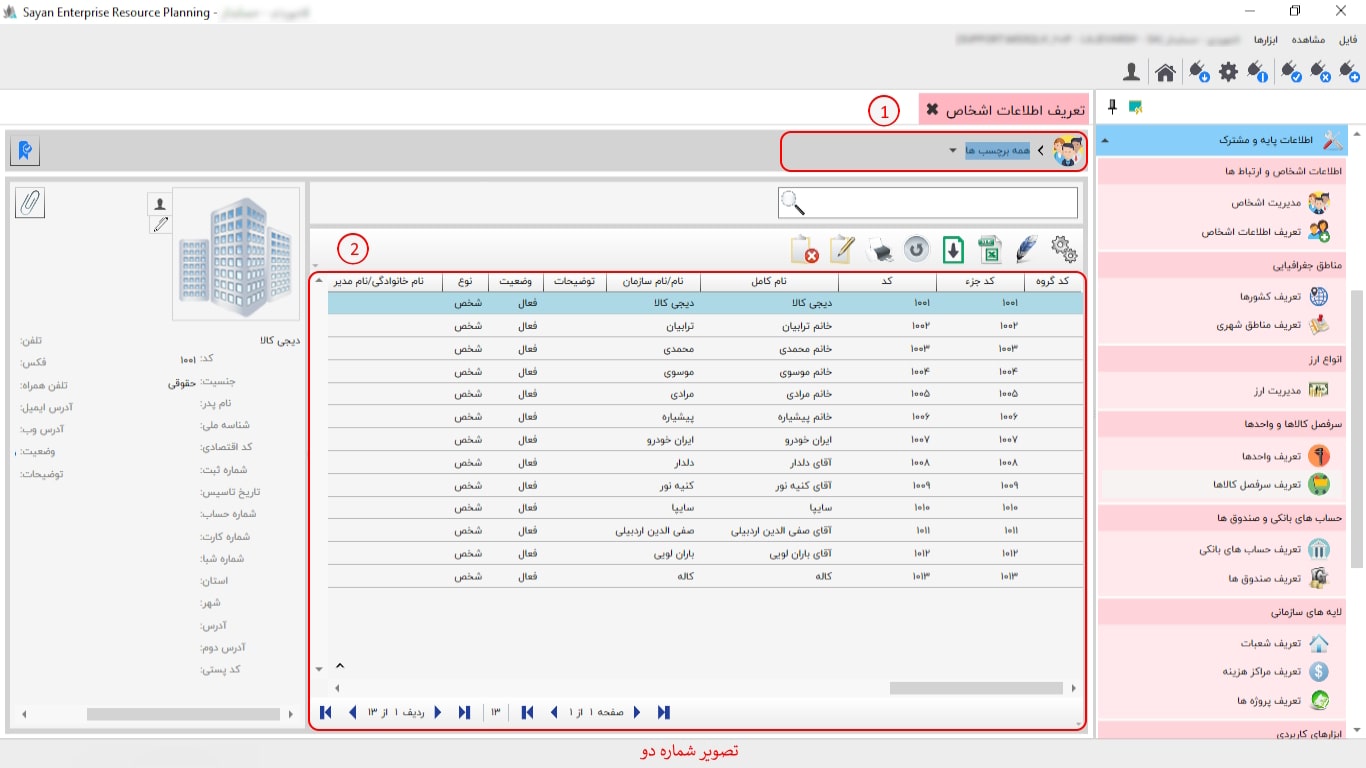 Sayan Enterprise Resource Planning -
فایل مشاهده ابزارها
تعریف اطلاعات اشخاص
1
همه برچسب ها
اطلاعات پایه و مشترک
اطلاعات اشخاص و ارتباط ها
مدیریت اشخاص
تعریف اطلاعات اشخاص
مناطق جغرافیایی
تعریف کشورها
تعریف مناطق شهری
انواع ارز
مدیریت ارز
سرفصل کالاها و واحدها
تعریف واحدها
تعریف سرفصل کالاها
حساب های بانکی و صندوق ها
تعریف حساب های بانکی
تعریف صندوق ها
لایه های سازمانی
تعریف شعبات
تعریف مراکز هزینه
تعریف پروژه ها
ابزارهای کاربردی
2
کد گروه کد جزء کد نام کامل نام/نام سازمان توضیحات وضعیت نوع نام خانوادگی/نام مدیر
۱۰۰۱ ۱۰۰۱ دیجی کالا دیجی کالا فعال شخص
۱۰۰۲ ۱۰۰۲ خانم ترابیان ترابیان فعال شخص
۱۰۰۳ ۱۰۰۳ خانم محمدی محمدی فعال شخص
۱۰۰۴ ۱۰۰۴ خانم موسوی موسوی فعال شخص
۱۰۰۵ ۱۰۰۵ خانم مرادی مرادی فعال شخص
۱۰۰۶ ۱۰۰۶ خانم پیشیاره پیشیاره فعال شخص
۱۰۰۷ ۱۰۰۷ ایران خودرو ایران خودرو فعال شخص
۱۰۰۸ ۱۰۰۸ آقای دلدار دلدار فعال شخص
۱۰۰۹ ۱۰۰۹ آقای کنیه نور کنیه نور فعال شخص
۱۰۱۰ ۱۰۱۰ سایپا سایپا فعال شخص
۱۰۱۱ ۱۰۱۱ آقای صفی الدین اردبیلی صفی الدین اردبیلی فعال شخص
۱۰۱۲ ۱۰۱۲ آقای باران لویی باران لویی فعال شخص
۱۰۱۳ ۱۰۱۳ کاله کاله فعال شخص
صفحه ۱ از ۱
۱۳
ردیف ۱ از ۱۳
دیجی کالا
کد: ۱۰۰۱
جنسیت: حقوقی
نام پدر:
شناسه ملی:
کد اقتصادی:
شماره ثبت:
تاریخ تاسیس:
شماره حساب:
شماره کارت:
شماره شبا:
استان:
شهر:
آدرس:
آدرس دوم:
کد پستی:
تلفن:
فکس:
تلفن همراه:
آدرس ایمیل:
آدرس وب:
وضعیت:
توضیحات:
تصویر شماره دو